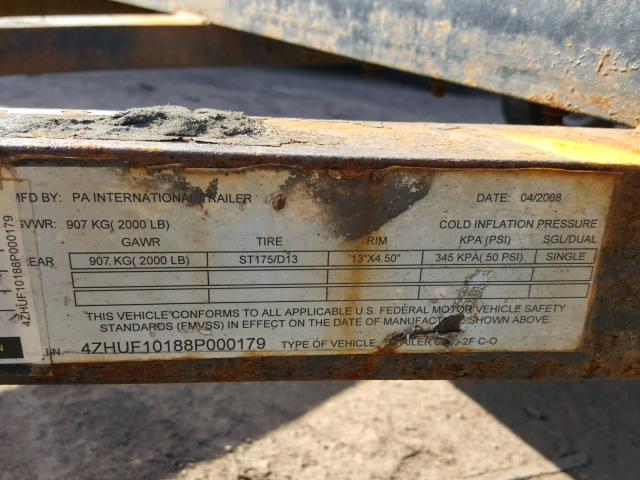 MFD BY: PA INTERNATIONAL TRAILER DATE: 04/2008
GVWR: 907 KG( 2000 LB) COLD INFLATION PRESSURE
GAWR TIRE RIM KPA (PSI) SGL/DUAL
REAR 907 KG( 2000 LB) ST175/D13 13"X4.50" 345 KPA( 50 PSI) SINGLE
THIS VEHICLE CONFORMS TO ALL APPLICABLE U.S. FEDERAL MOTOR VEHICLE SAFETY
STANDARDS (FMVSS) IN EFFECT ON THE DATE OF MANUFACTURE SHOWN ABOVE.
4ZHUF10188P000179 TYPE OF VEHICLE C-O
4ZHUF10188P000179